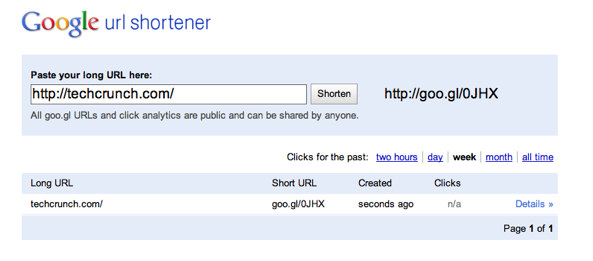 Google url shortener
Paste your long URL here:
http://techcrunch.com/ Shorten http://goo.gl/0JHX
All goo.gl URLs and click analytics are public and can be shared by anyone.
Clicks for the past: two hours day week month all time
Long URL Short URL Created Clicks
techcrunch.com/ goo.gl/0JHX seconds ago n/a Details »
Page 1 of 1